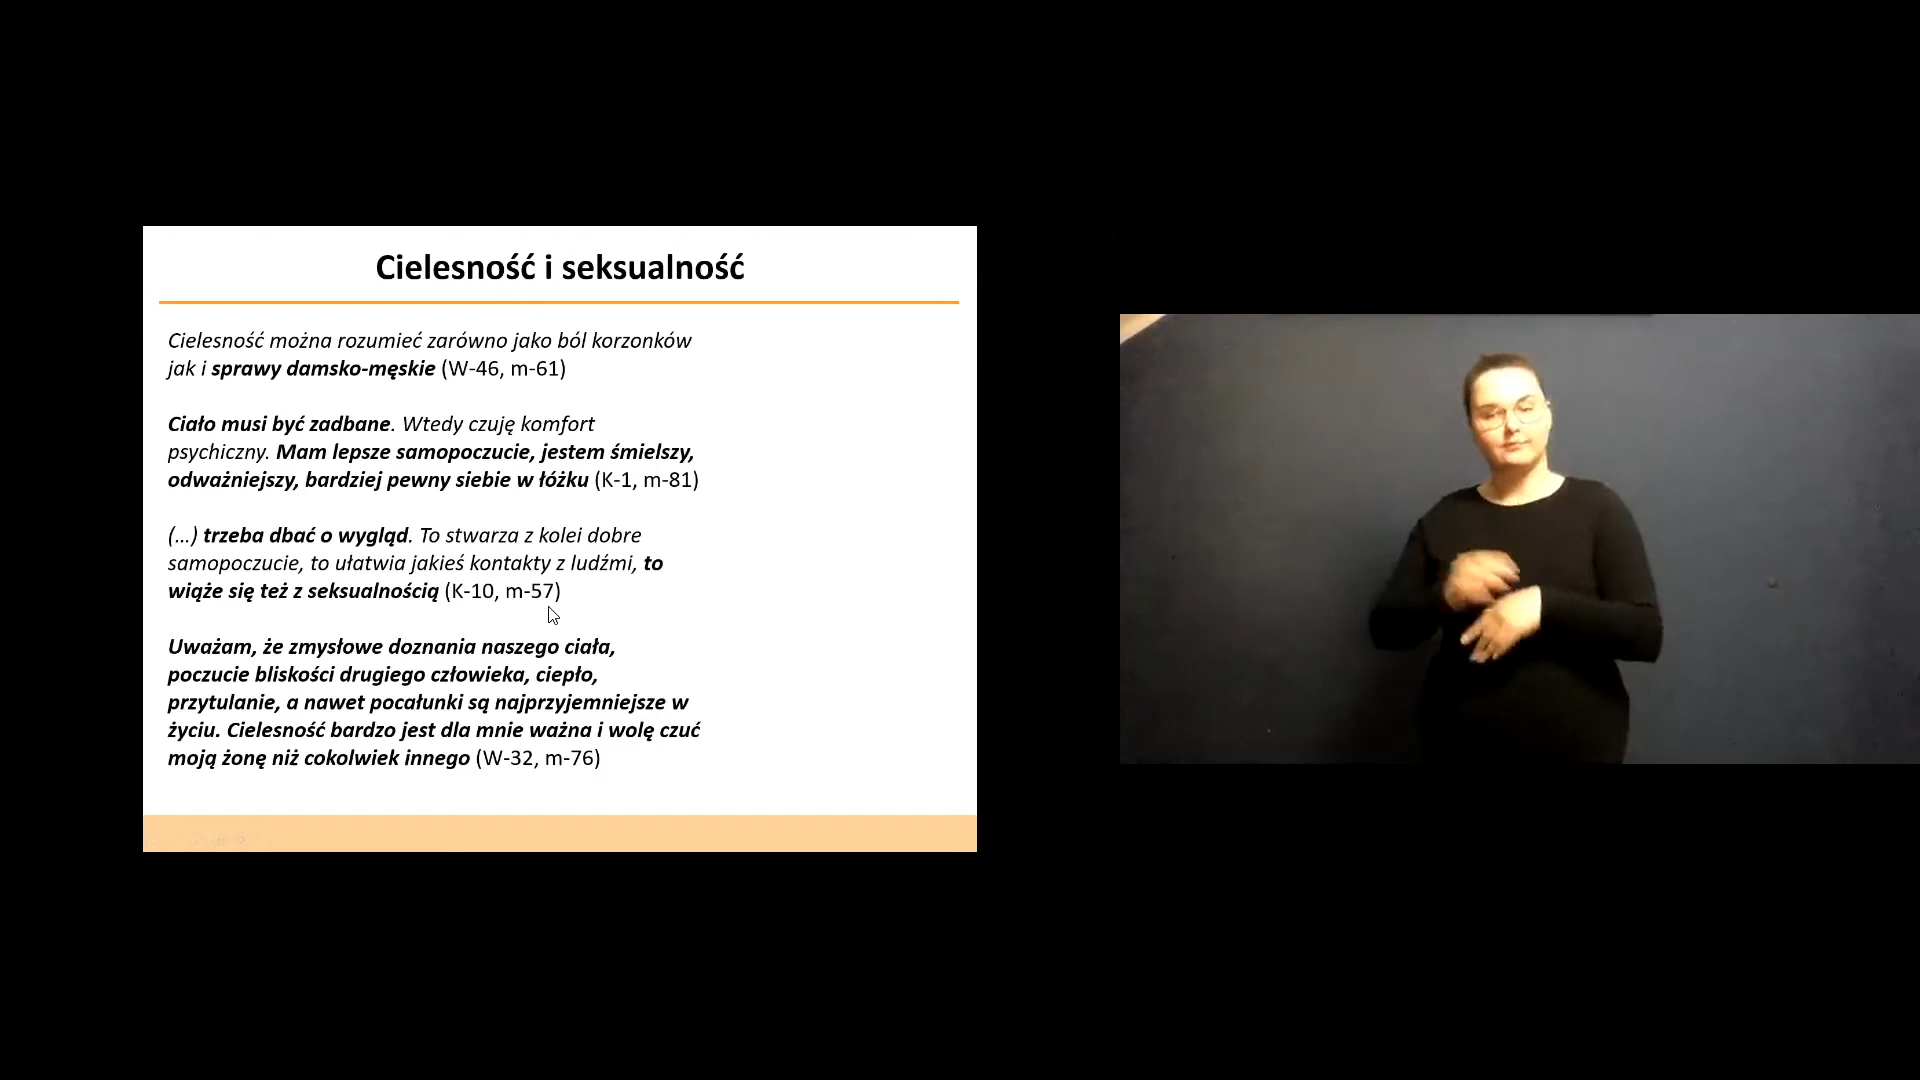 Cielesność i seksualność
Cielesność można rozumieć zarówno jako ból korzonków
jak i sprawy damsko-męskie (W-46, m-61)
Ciało musi być zadbane. Wtedy czuję komfort
psychiczny. Mam lepsze samopoczucie, jestem śmielszy,
odważniejszy, bardziej pewny siebie w łóżku (K-1, m-81)
(...) trzeba dbać o wygląd. To stwarza z kolei dobre
samopoczucie, to ułatwia jakieś kontakty z ludźmi, to
wiąże się też z seksualnością (K-10, m-57)
Uważam, że zmysłowe doznania naszego ciała,
poczucie bliskości drugiego człowieka, ciepło,
przytulanie, a nawet pocałunki są najprzyjemniejsze w
życiu. Cielesność bardzo jest dla mnie ważna i wolę czuć
moją żonę niż cokolwiek innego (W-32, m-76)